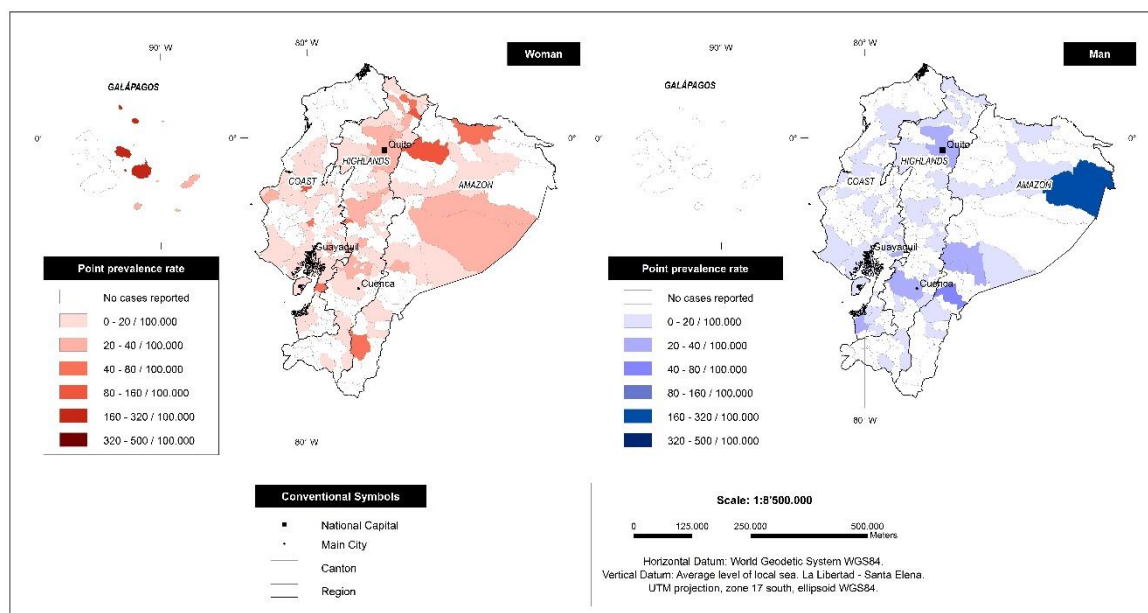 Woman
90° W
80° W
GALÁPAGOS
0°
0°
Quito
HIGHLANDS
COAST
AMAZON
Guayaquil
Cuenca
Point prevalence rate
No cases reported
0 - 20 / 100.000
20 - 40 / 100.000
40 - 80 / 100.000
80 - 160 / 100.000
160 - 320 / 100.000
320 - 500 / 100.000
80° W
Man
90° W
80° W
GALÁPAGOS
0°
0°
Quito
HIGHLANDS
COAST
AMAZON
Guayaquil
Cuenca
Point prevalence rate
No cases reported
0 - 20 / 100.000
20 - 40 / 100.000
40 - 80 / 100.000
80 - 160 / 100.000
160 - 320 / 100.000
320 - 500 / 100.000
80° W
Conventional Symbols
National Capital
Main City
Canton
Region
Scale: 1:8'500.000
0 125.000 250.000 500.000
Meters
Horizontal Datum: World Geodetic System WGS84.
Vertical Datum: Average level of local sea. La Libertad - Santa Elena.
UTM projection, zone 17 south, ellipsoid WGS84.